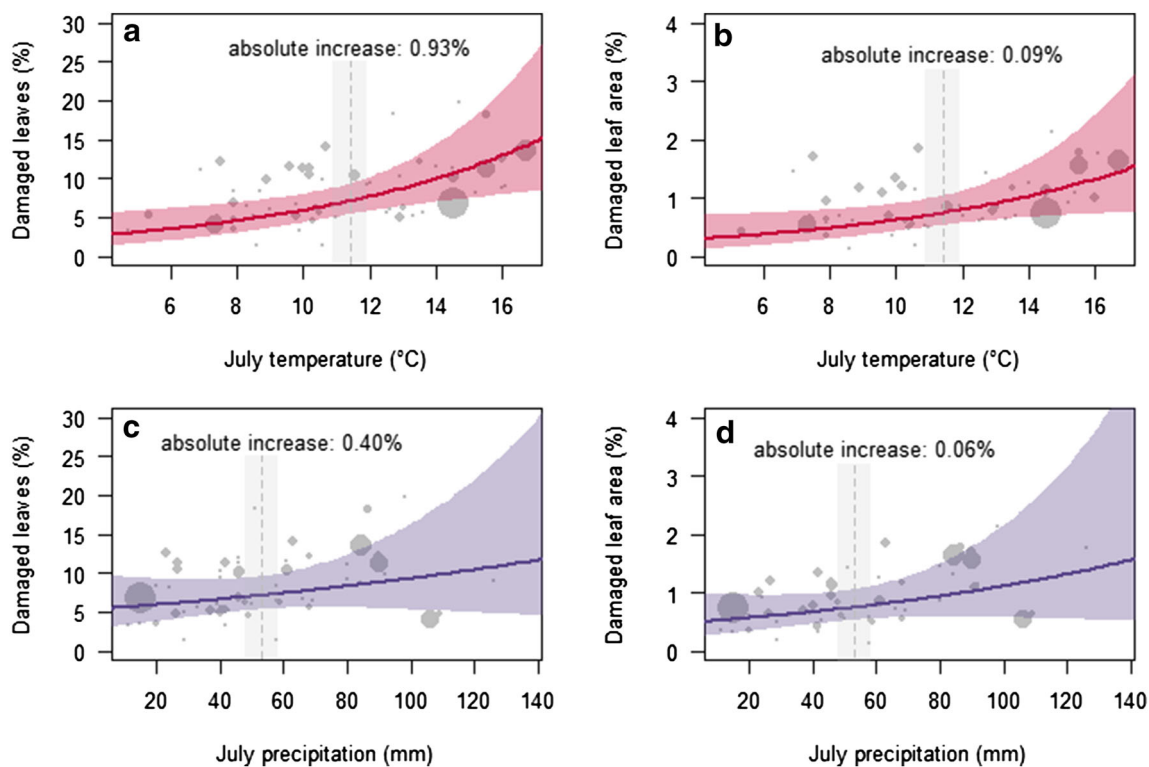 a
absolute increase: 0.93%
Damaged leaves (%)
30
25
20
15
10
5
0
6 8 10 12 14 16
July temperature (°C)
b
absolute increase: 0.09%
Damaged leaf area (%)
4
3
2
1
0
6 8 10 12 14 16
July temperature (°C)
c
absolute increase: 0.40%
Damaged leaves (%)
30
25
20
15
10
5
0
20 40 60 80 100 120 140
July precipitation (mm)
d
absolute increase: 0.06%
Damaged leaf area (%)
4
3
2
1
0
20 40 60 80 100 120 140
July precipitation (mm)